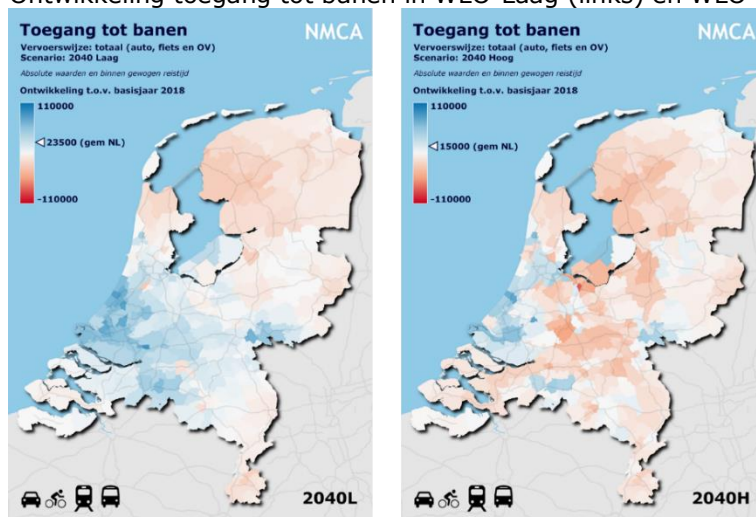 Ontwikkeling toegang tot banen in WLO-Laag (links) en WLO
Toegang tot banen
NMCA
Vervoerswijze: totaal (auto, fiets en OV)
Scenario: 2040 Laag
Absolute waarden en binnen gewogen reistijd
Ontwikkeling t.o.v. basisjaar 2018
110000
23500 (gem NL)
-110000
2040L
Toegang tot banen
NMCA
Vervoerswijze: totaal (auto, fiets en OV)
Scenario: 2040 Hoog
Absolute waarden en binnen gewogen reistijd
Ontwikkeling t.o.v. basisjaar 2018
110000
15000 (gem NL)
-110000
2040H